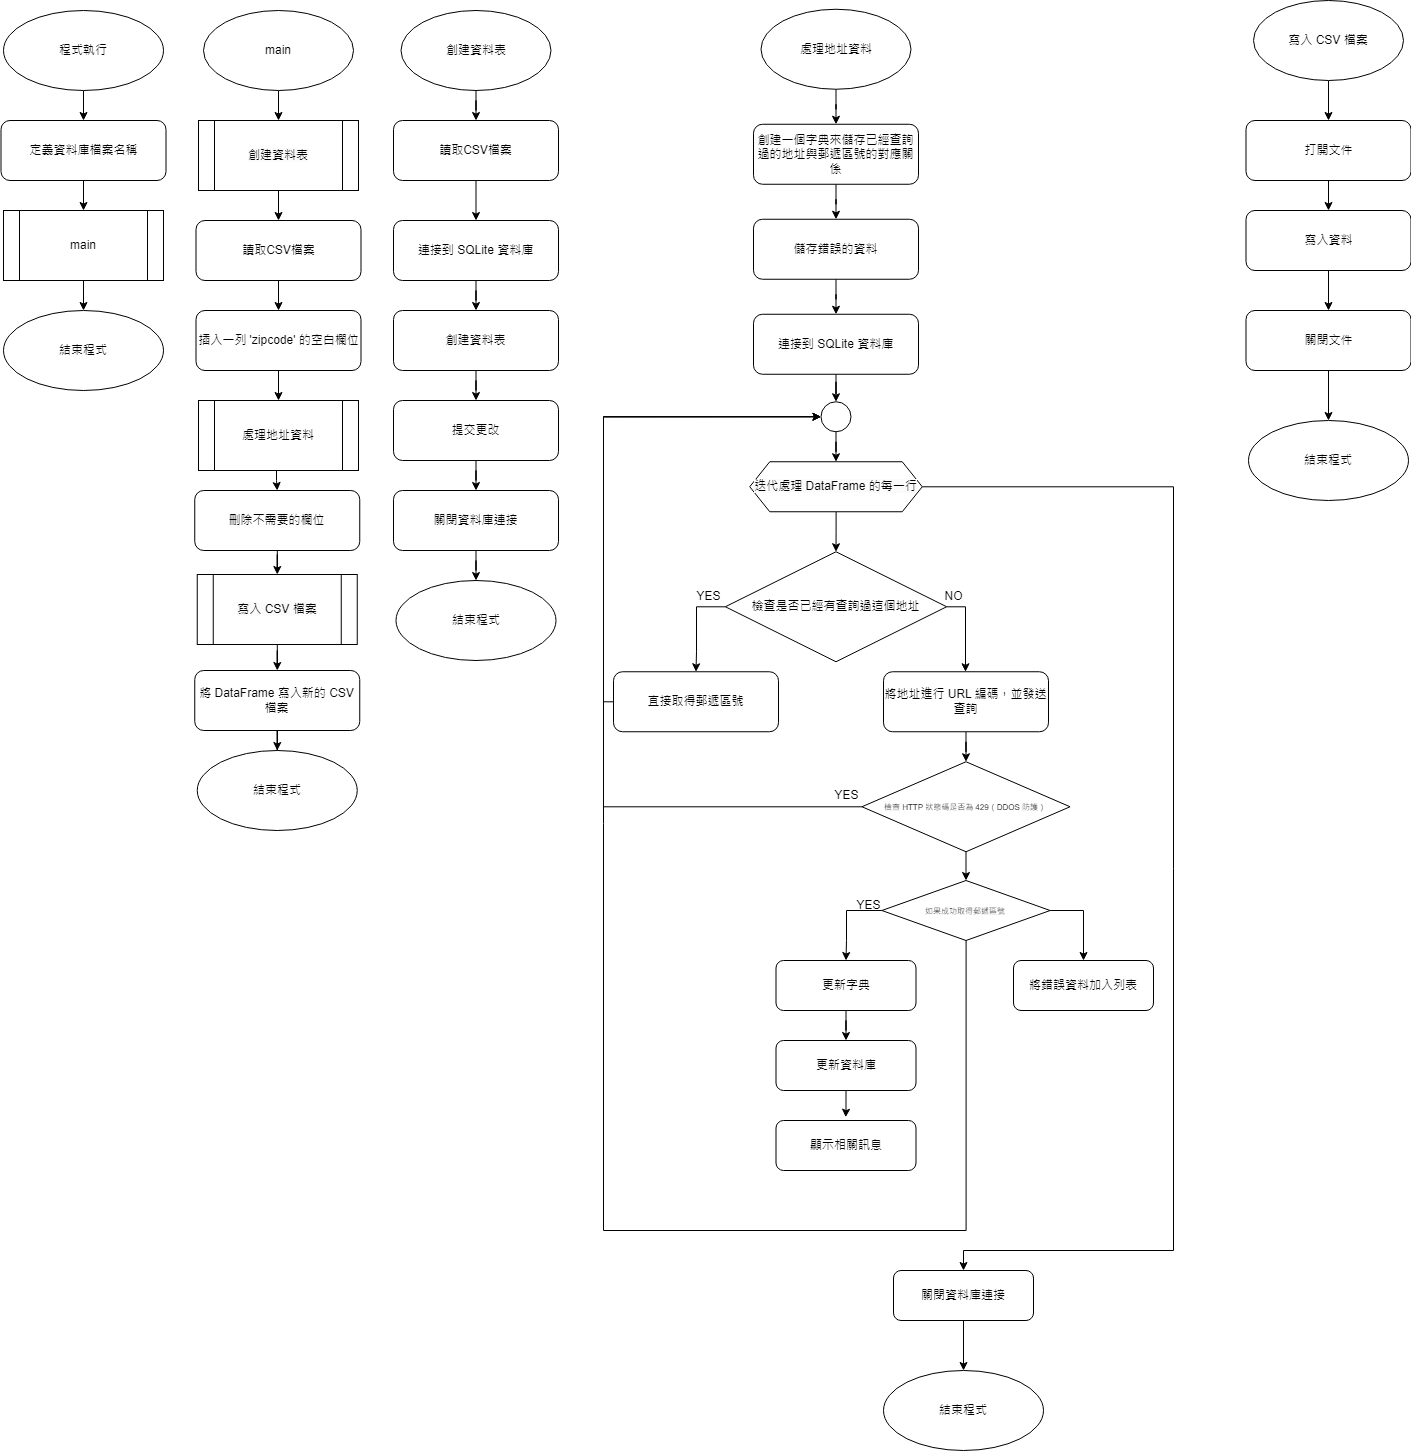 程式執行
定義資料庫檔案名稱
main
結束程式
main
創建資料表
讀取CSV檔案
插入一列 'zipcode' 的空白欄位
處理地址資料
刪除不需要的欄位
寫入 CSV 檔案
將 DataFrame 寫入新的 CSV
檔案
結束程式
創建資料表
讀取CSV檔案
連接到 SQLite 資料庫
創建資料表
提交更改
關閉資料庫連接
結束程式
處理地址資料
創建一個字典來儲存已經查詢
過的地址與郵遞區號的對應關
係
儲存錯誤的資料
連接到 SQLite 資料庫
迭代處理 DataFrame 的每一行
檢查是否已經有查詢過這個地址
YES
NO
直接取得郵遞區號
將地址進行 URL 編碼，並發送
查詢
檢查 HTTP 狀態碼是否為 429（DDOS 防護）
YES
如果成功取得郵遞區號
YES
更新字典
將錯誤資料加入列表
更新資料庫
顯示相關訊息
關閉資料庫連接
結束程式
寫入 CSV 檔案
打開文件
寫入資料
關閉文件
結束程式